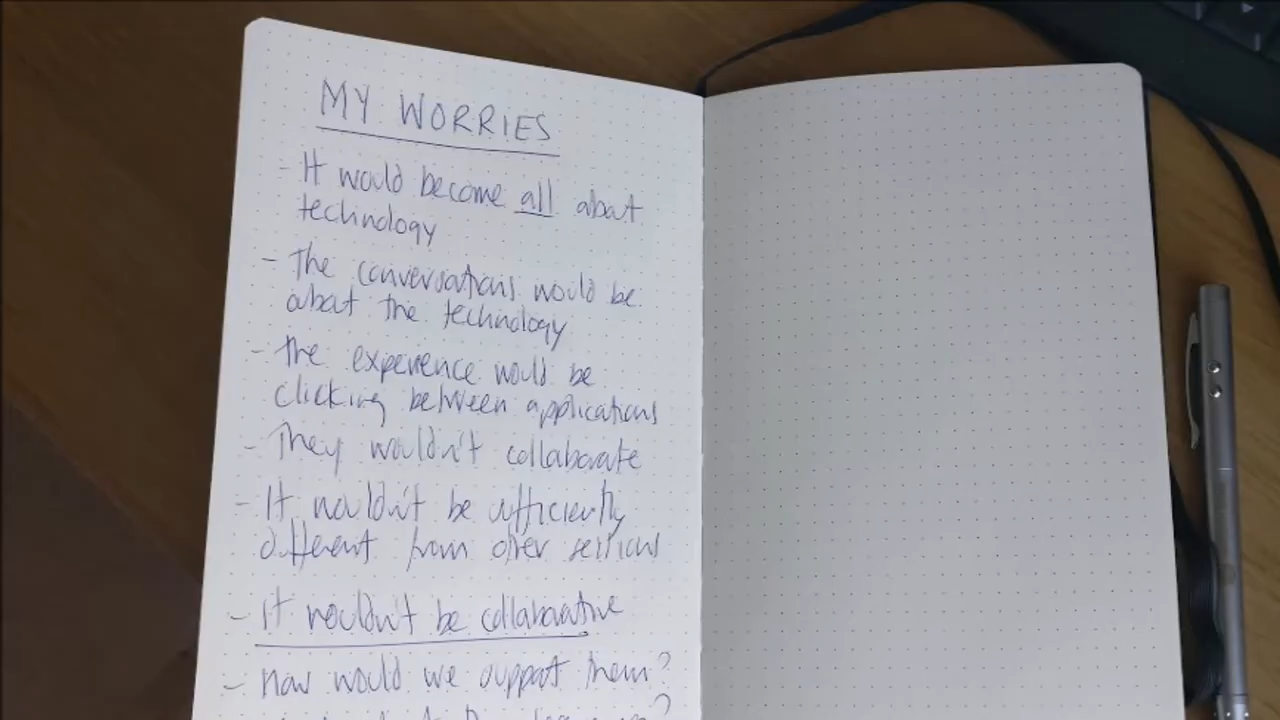 MY WORRIES
- It would become all about
technology
- The conversations would be
about the technology
- The experience would be
clicking between applications
- They wouldn't collaborate
- It wouldn't be sufficiently
different from other sessions
- It wouldn't be collaborative
- How would we support them?